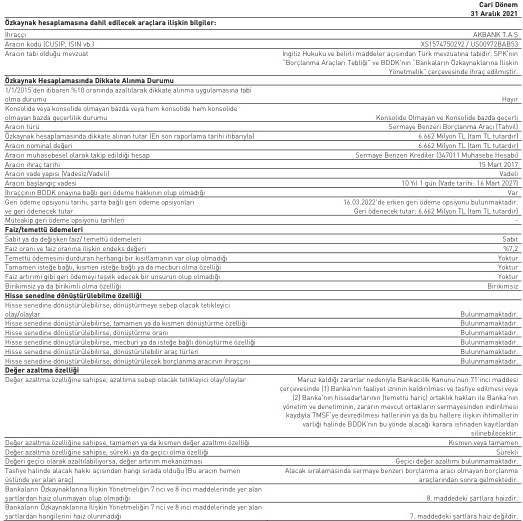 Cari Dönem
31 Aralık 2021
Özkaynak hesaplamasına dahil edilecek araçlara ilişkin bilgiler:
İhraççı AKBANK T.A.Ş
Aracın kodu (CUSIP, ISIN vb.) XS1574750292 / US00972BAB53
Aracın tabi olduğu mevzuat İngiliz Hukuku ve belirli maddeler açısından Türk mevzuatına tabidir. SPK'nın
"Borçlanma Araçları Tebliği" ve BDDK'nın "Bankaların Özkaynaklarına İlişkin
Yönetmelik" çerçevesinde ihraç edilmiştir.
Özkaynak Hesaplamasında Dikkate Alınma Durumu
1/1/2015'den itibaren %10 oranında azaltılarak dikkate alınma uygulamasına tabi
olma durumu Hayır
Konsolide veya konsolide olmayan bazda veya hem konsolide hem konsolide
olmayan bazda geçerlilik durumu Konsolide Olmayan ve Konsolide bazda geçerli
Aracın türü Sermaye Benzeri Borçlanma Aracı (Tahvil)
Özkaynak hesaplamasında dikkate alınan tutar (En son raporlama tarihi itibarıyla) 6.662 Milyon TL (tam TL tutardır)
Aracın nominal değeri 6.662 Milyon TL (tam TL tutardır)
Aracın muhasebesel olarak takip edildiği hesap Sermaye Benzeri Krediler (347011 Muhasebe Hesabı)
Aracın ihraç tarihi 15 Mart 2017
Aracın vade yapısı (Vadesiz/Vadeli) Vadeli
Aracın başlangıç vadesi 10 Yıl 1 gün (Vade tarihi: 16 Mart 2027)
İhraççının BDDK onayına bağlı geri ödeme hakkının olup olmadığı Var
Geri ödeme opsiyonu tarihi, şarta bağlı geri ödeme opsiyonları 16.03.2022'de erken geri ödeme opsiyonu bulunmaktadır.
ve geri ödenecek tutar Geri ödenecek tutar: 6.662 Milyon TL (tam TL tutardır)
Müteakip geri ödeme opsiyonu tarihleri –
Faiz/temettü ödemeleri
Sabit ya da değişken faiz/ temettü ödemeleri Sabit
Faiz oranı ve faiz oranına ilişkin endeks değeri %7,2
Temettü ödemesini durduran herhangi bir kısıtlamanın var olup olmadığı Yoktur
Tamamen isteğe bağlı, kısmen isteğe bağlı ya da mecburi olma özelliği Yoktur
Faiz artırımı gibi geri ödemeyi teşvik edecek bir unsurun olup olmadığı Yoktur
Birikimsiz ya da birikimli olma özelliği Birikimsiz
Hisse senedine dönüştürülebilme özelliği
Hisse senedine dönüştürülebilirse, dönüştürmeye sebep olacak tetikleyici
olay/olaylar Bulunmamaktadır.
Hisse senedine dönüştürülebilirse, tamamen ya da kısmen dönüştürme özelliği Bulunmamaktadır.
Hisse senedine dönüştürülebilirse, dönüştürme oranı Bulunmamaktadır.
Hisse senedine dönüştürülebilirse, mecburi ya da isteğe bağlı dönüştürme özelliği Bulunmamaktadır.
Hisse senedine dönüştürülebilirse, dönüştürülebilir araç türleri Bulunmamaktadır.
Hisse senedine dönüştürülebilirse, dönüştürülecek borçlanma aracının ihraççısı Bulunmamaktadır.
Değer azaltma özelliği
Değer azaltma özelliğine sahipse, azaltıma sebep olacak tetikleyici olay/olaylar Maruz kaldığı zararlar nedeniyle Bankacılık Kanunu'nun 71'inci maddesi
çerçevesinde (1) Banka'nın faaliyet izninin kaldırılması ve tasfiye edilmesi veya
(2) Banka'nın hissedarlarının (temettü hariç) ortaklık hakları ile Banka'nın
yönetim ve denetiminin, zararın mevcut ortakların sermayesinden indirilmesi
kaydıyla TMSF'ye devredilmesi hallerinin ya da bu hallere ilişkin ihtimallerin
varlığı halinde BDDK'nın bu yönde alacağı karara istinaden kayıtlardan
silinebilecektir.
Değer azaltma özelliğine sahipse, tamamen ya da kısmen değer azaltımı özelliği Kısmen veya tamamen
Değer azaltma özelliğine sahipse, sürekli ya da geçici olma özelliği Sürekli
Değeri geçici olarak azaltılabiliyorsa, değer artırım mekanizması Geçici değer azaltımı bulunmamaktadır.
Tasfiye halinde alacak hakkı açısından hangi sırada olduğu (Bu aracın hemen Alacak sıralamasında sermaye benzeri borçlanma aracı olmayan borçlanma
üstünde yer alan araç) araçlarından sonra gelmektedir.
Bankaların Özkaynaklarına İlişkin Yönetmeliğin 7 nci ve 8 inci maddelerinde yer alan
şartlardan haiz olunmayan olup olmadığı 8. maddedeki şartlara haizdir.
Bankaların Özkaynaklarına İlişkin Yönetmeliğin 7 nci ve 8 inci maddelerinde yer alan
şartlardan hangilerini haiz olunmadığı 7. maddedeki şartlara haiz değildir.